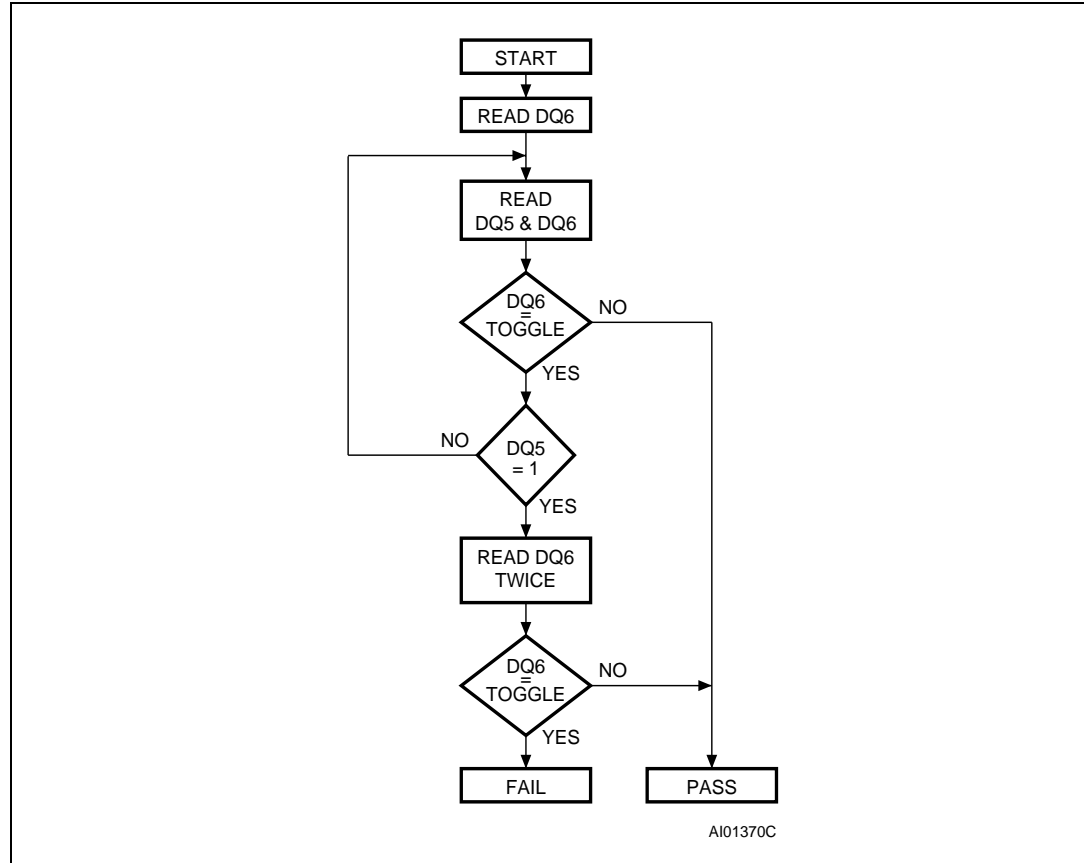 START
READ DQ6
READ
DQ5 & DQ6
DQ6
=
TOGGLE
NO
YES
NO
DQ5
= 1
YES
READ DQ6
TWICE
DQ6
=
TOGGLE
NO
YES
FAIL
PASS
AI01370C